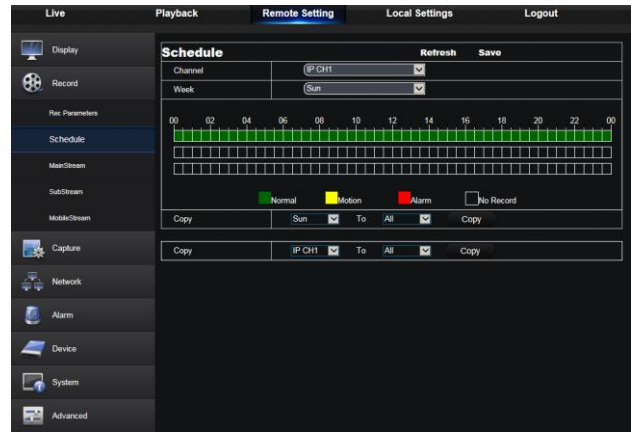 Live Playback Remote Setting Local Settings Logout
Display
Record
Rec Parameters
Schedule
MainStream
SubStream
MobileStream
Capture
Network
Alarm
Device
System
Advanced
Schedule Refresh Save
Channel IP CH1
Week Sun
00 02 04 06 08 10 12 14 16 18 20 22 00
Normal Motion Alarm No Record
Copy Sun To All Copy
Copy IP CH1 To All Copy